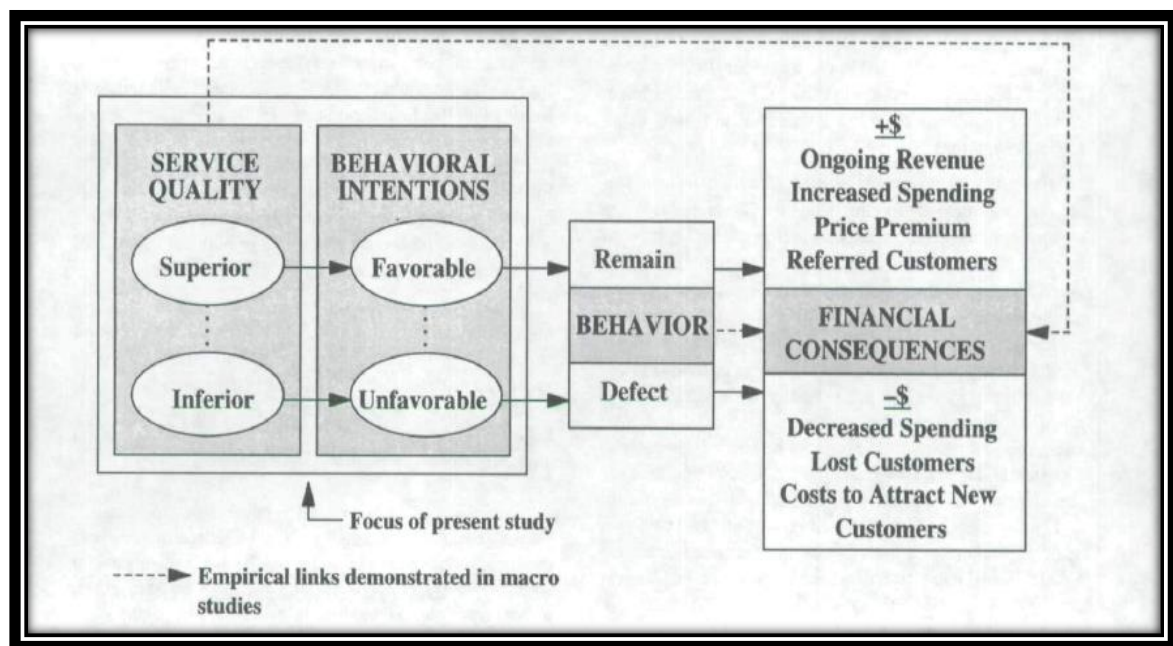 SERVICE
QUALITY
Superior
Inferior
BEHAVIORAL
INTENTIONS
Favorable
Unfavorable
Remain
BEHAVIOR
Defect
+$
Ongoing Revenue
Increased Spending
Price Premium
Referred Customers
FINANCIAL
CONSEQUENCES
–$
Decreased Spending
Lost Customers
Costs to Attract New
Customers
Focus of present study
Empirical links demonstrated in macro
studies